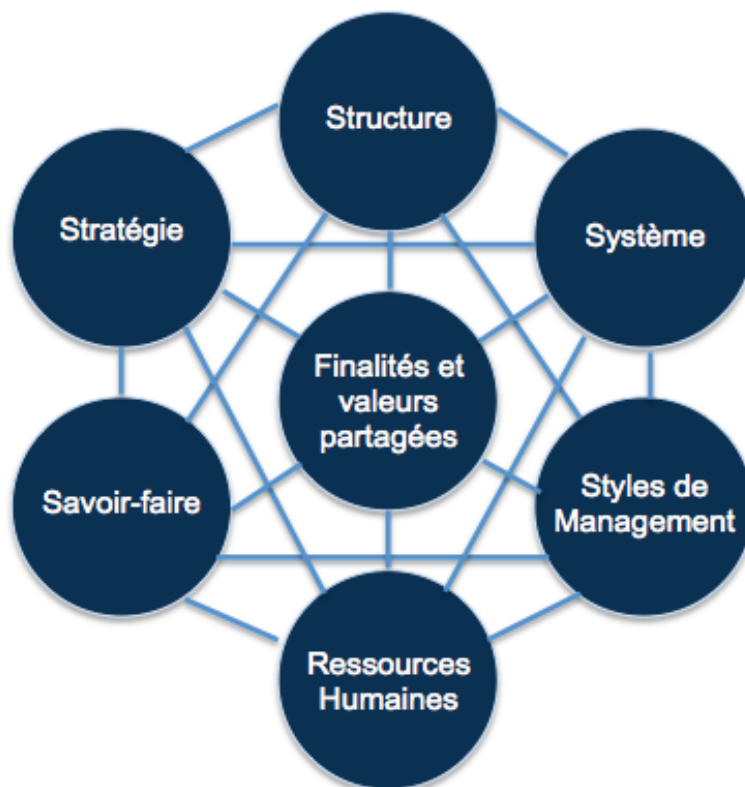 Structure
Stratégie
Système
Finalités et
valeurs
partagées
Savoir-faire
Styles de
Management
Ressources
Humaines